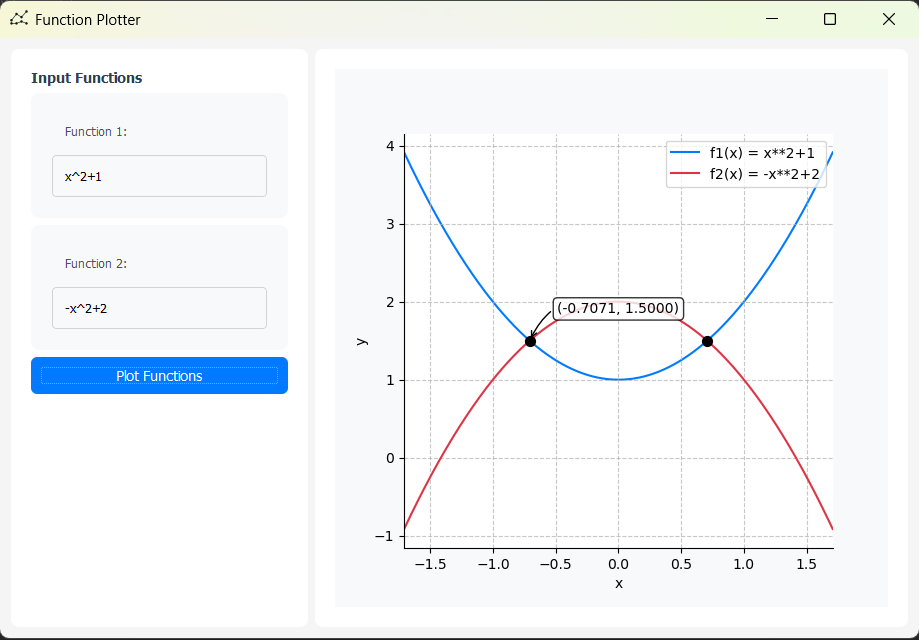 Function Plotter
Input Functions
Function 1:
x^2+1
Function 2:
-x^2+2
Plot Functions
f1(x) = x**2+1
f2(x) = -x**2+2
(-0.7071, 1.5000)
4
3
2
1
0
−1
y
−1.5 −1.0 −0.5 0.0 0.5 1.0 1.5
x